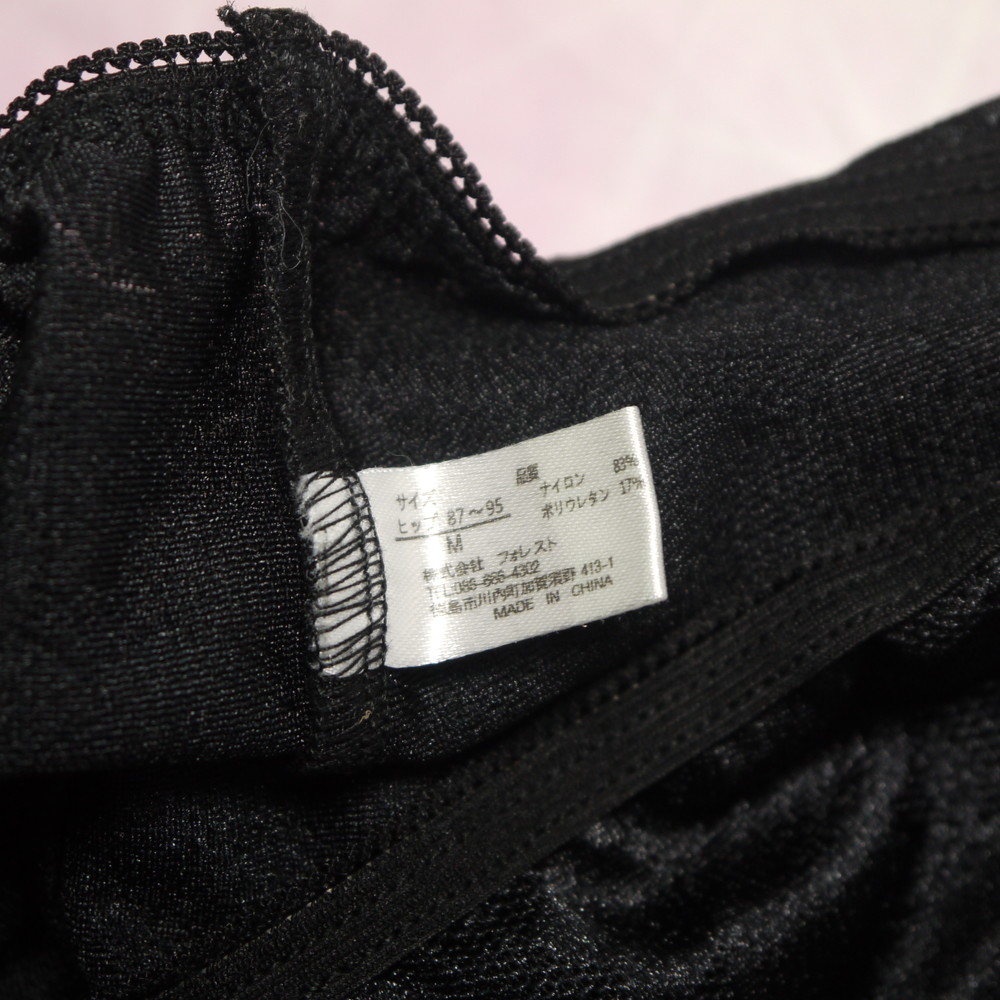 サイズ
ヒップ 87～95
M
品質
ナイロン 83%
ポリウレタン 17%
株式会社 フォレスト
TEL088-666-4302
徳島市川内町加賀須野 413-1
MADE IN CHINA